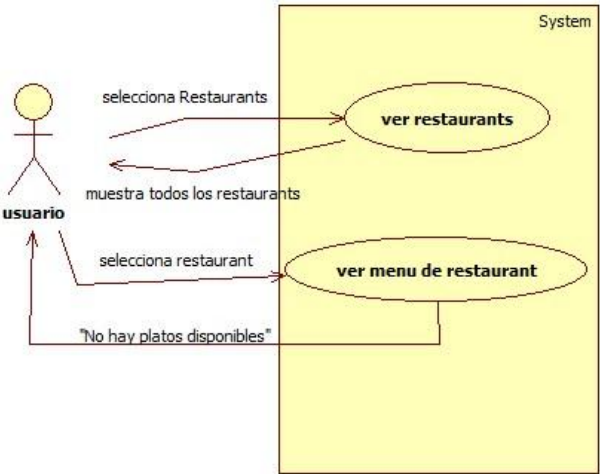 System
selecciona Restaurants
ver restaurants
muestra todos los restaurants
usuario
selecciona restaurant
ver menu de restaurant
"No hay platos disponibles"